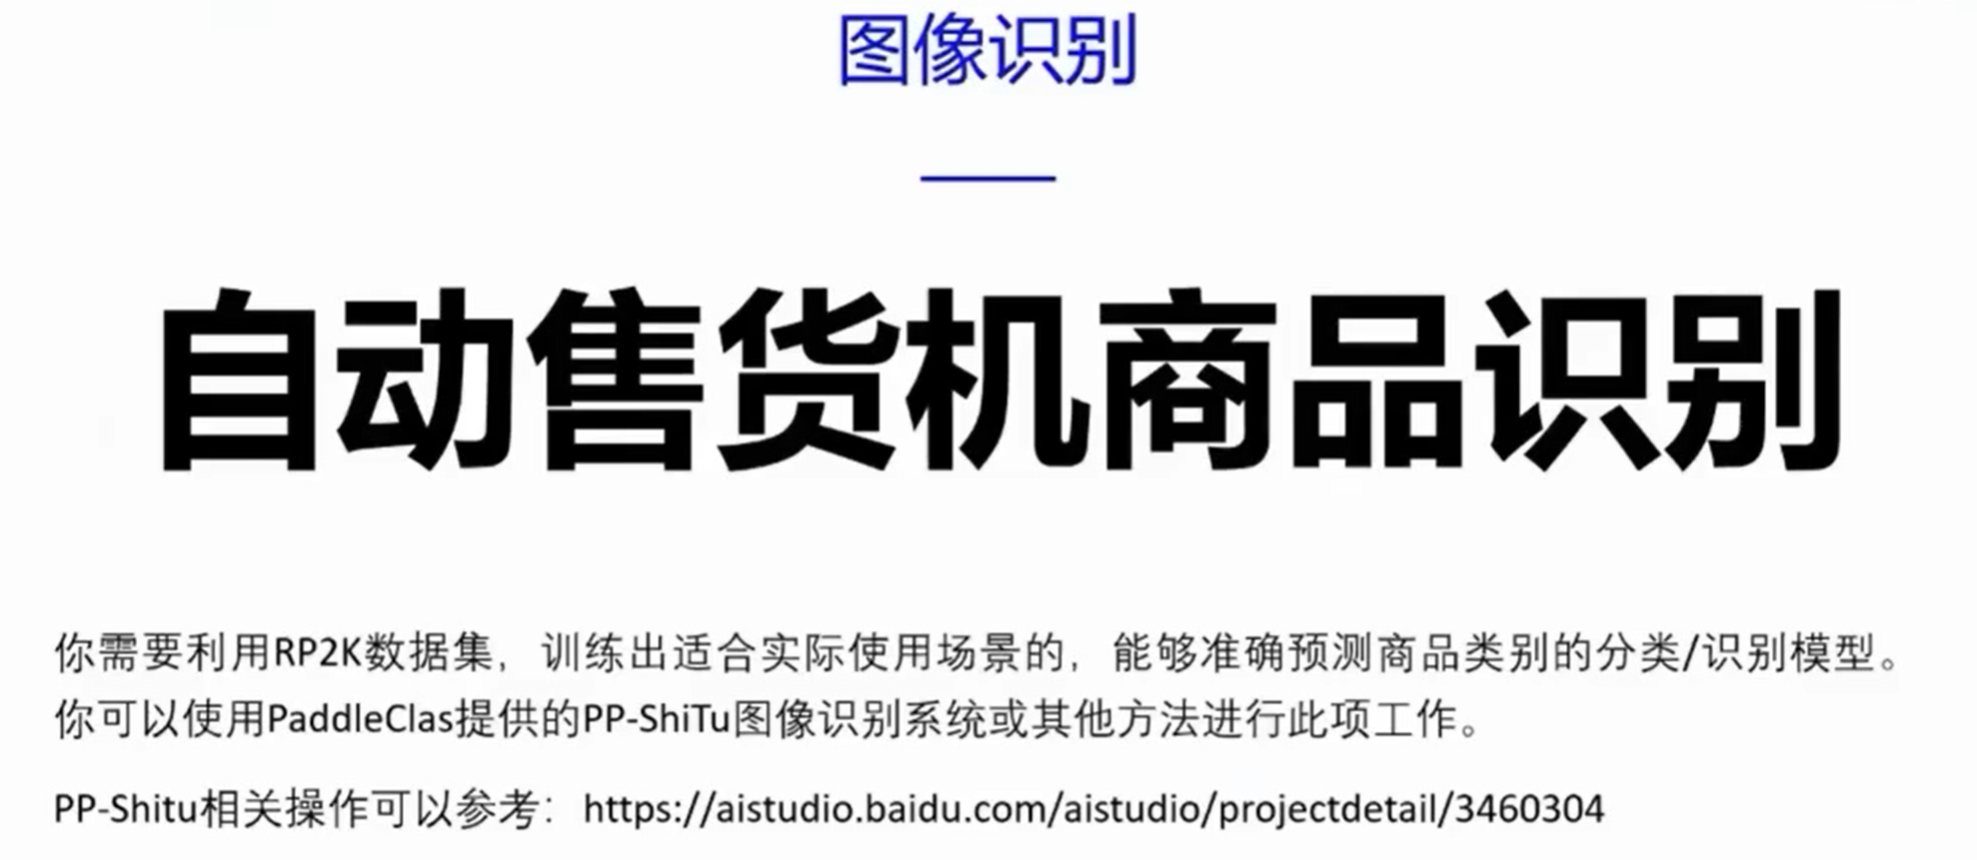 图像识别
自动售货机商品识别
你需要利用RP2K数据集，训练出适合实际使用场景的，能够准确预测商品类别的分类/识别模型。
你可以使用PaddleClas提供的PP-ShiTu图像识别系统或其他方法进行此项工作。
PP-Shitu相关操作可以参考：https://aistudio.baidu.com/aistudio/projectdetail/3460304